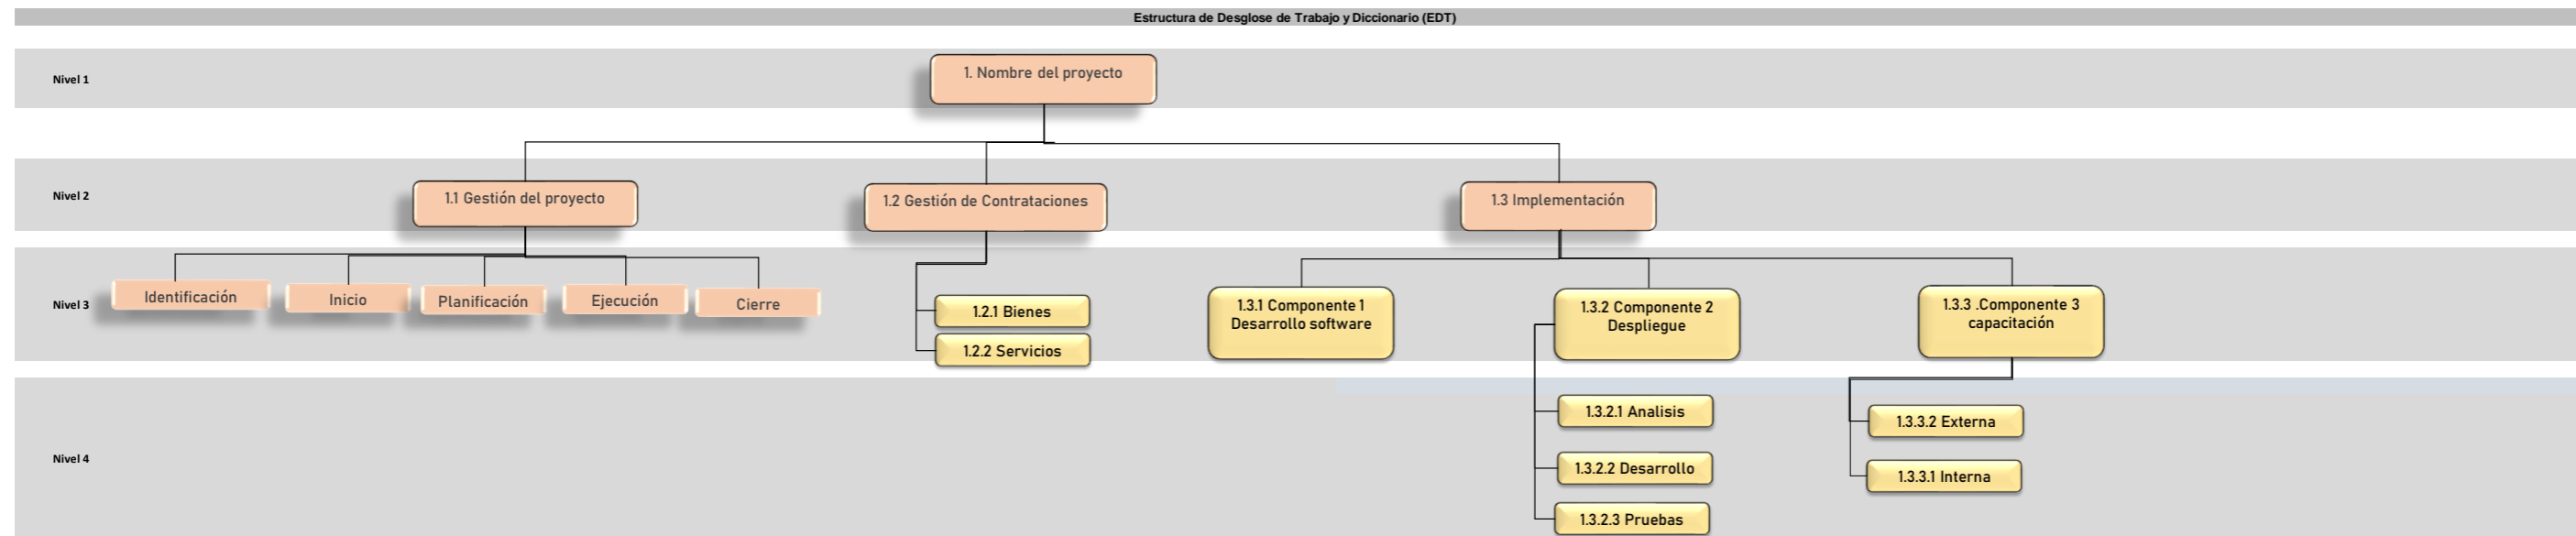 Estructura de Desglose de Trabajo y Diccionario (EDT)
Nivel 1
1. Nombre del proyecto
Nivel 2
1.1 Gestión del proyecto
1.2 Gestión de Contrataciones
1.3 Implementación
Nivel 3
Identificación
Inicio
Planificación
Ejecución
Cierre
1.2.1 Bienes
1.2.2 Servicios
1.3.1 Componente 1
Desarrollo software
1.3.2 Componente 2
Despliegue
1.3.3 .Componente 3
capacitación
Nivel 4
1.3.2.1 Analisis
1.3.2.2 Desarrollo
1.3.2.3 Pruebas
1.3.3.2 Externa
1.3.3.1 Interna